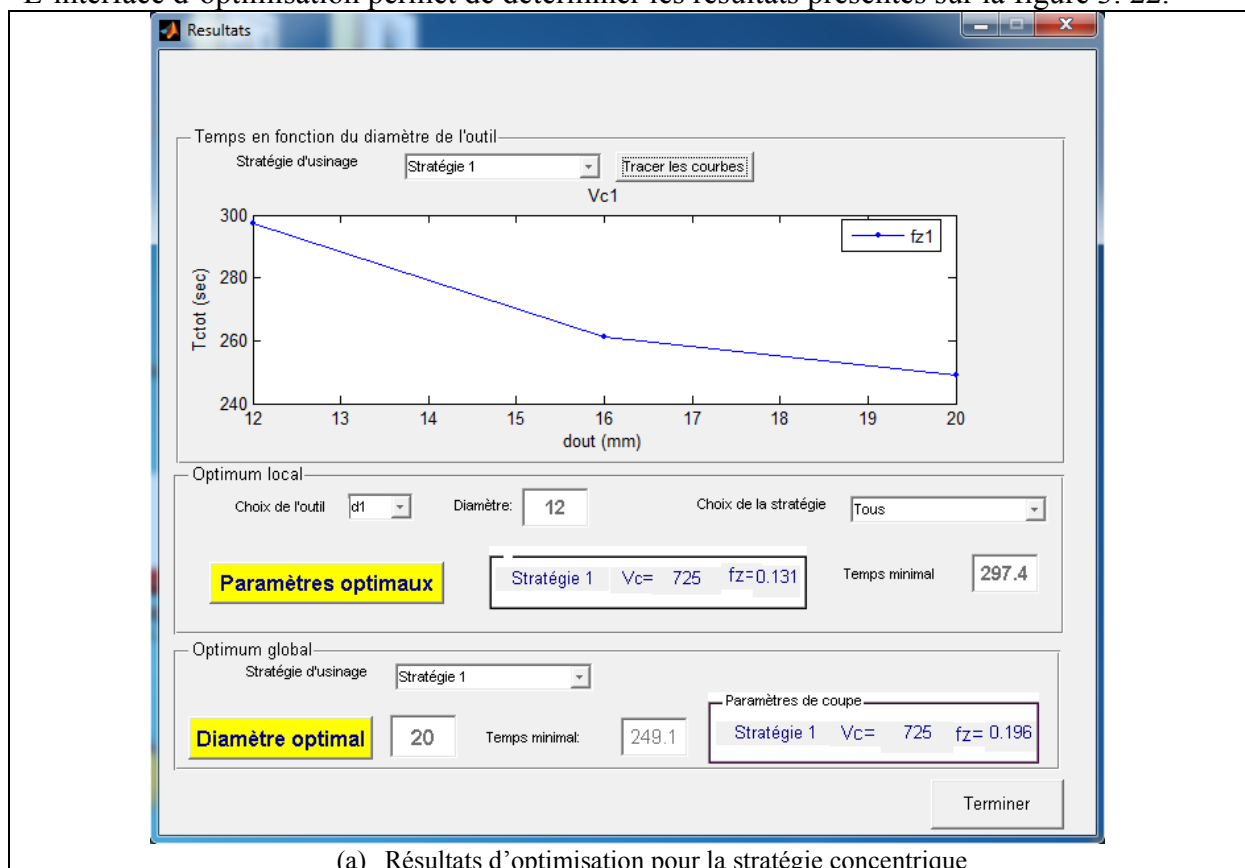 L'interface d'optimisation permet de déterminer les résultats présentés sur la figure 3. 22.
Resultats
Temps en fonction du diamètre de l'outil
Stratégie d'usinage Stratégie 1 Tracer les courbes
Vc1
300
280
260
240
Tctot (sec)
fz1
12 13 14 15 16 17 18 19 20
dout (mm)
Optimum local
Choix de l'outil d1 Diamètre: 12 Choix de la stratégie Tous
Paramètres optimaux Stratégie 1 Vc= 725 fz=0.131 Temps minimal 297.4
Optimum global
Stratégie d'usinage Stratégie 1
Paramètres de coupe
Diamètre optimal 20 Temps minimal: 249.1 Stratégie 1 Vc= 725 fz= 0.196
Terminer
(a) Résultats d'optimisation pour la stratégie concentrique